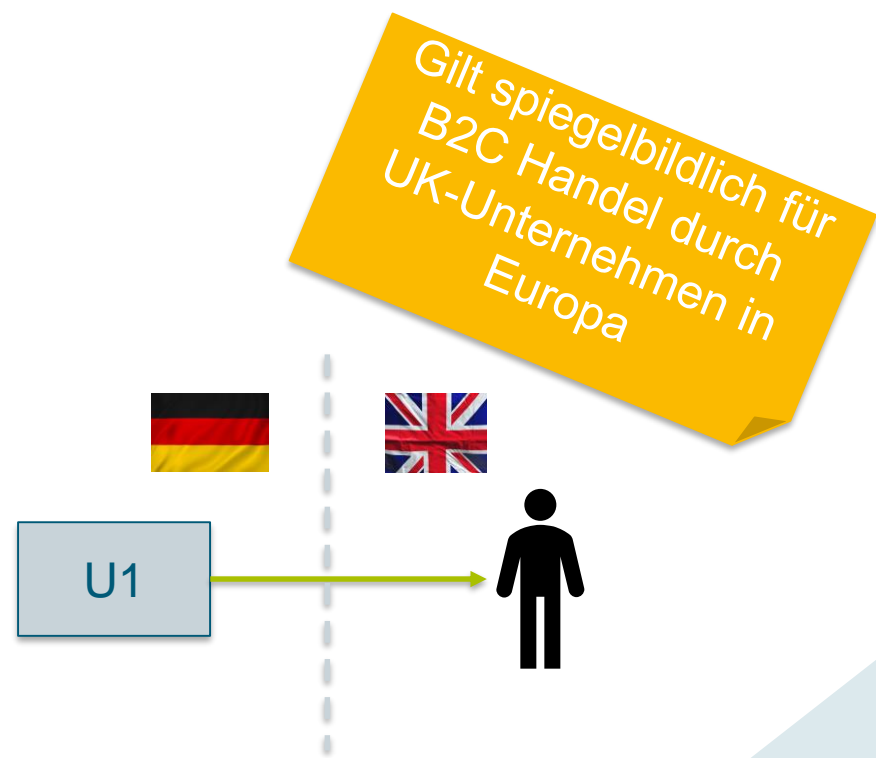 Gilt spiegelbildlich für
B2C Handel durch
UK-Unternehmen in
Europa
U1